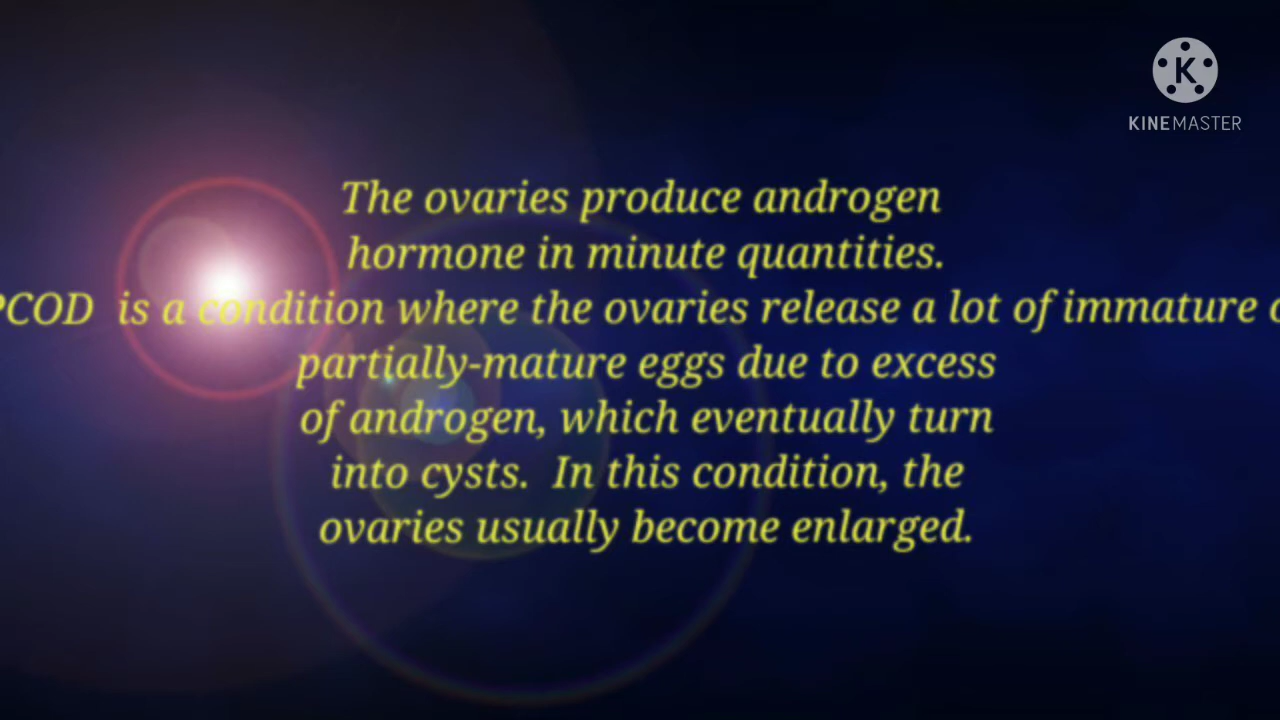 KINEMASTER
The ovaries produce androgen
hormone in minute quantities.
PCOD is a condition where the ovaries release a lot of immature
partially-mature eggs due to excess
of androgen, which eventually turn
into cysts. In this condition, the
ovaries usually become enlarged.